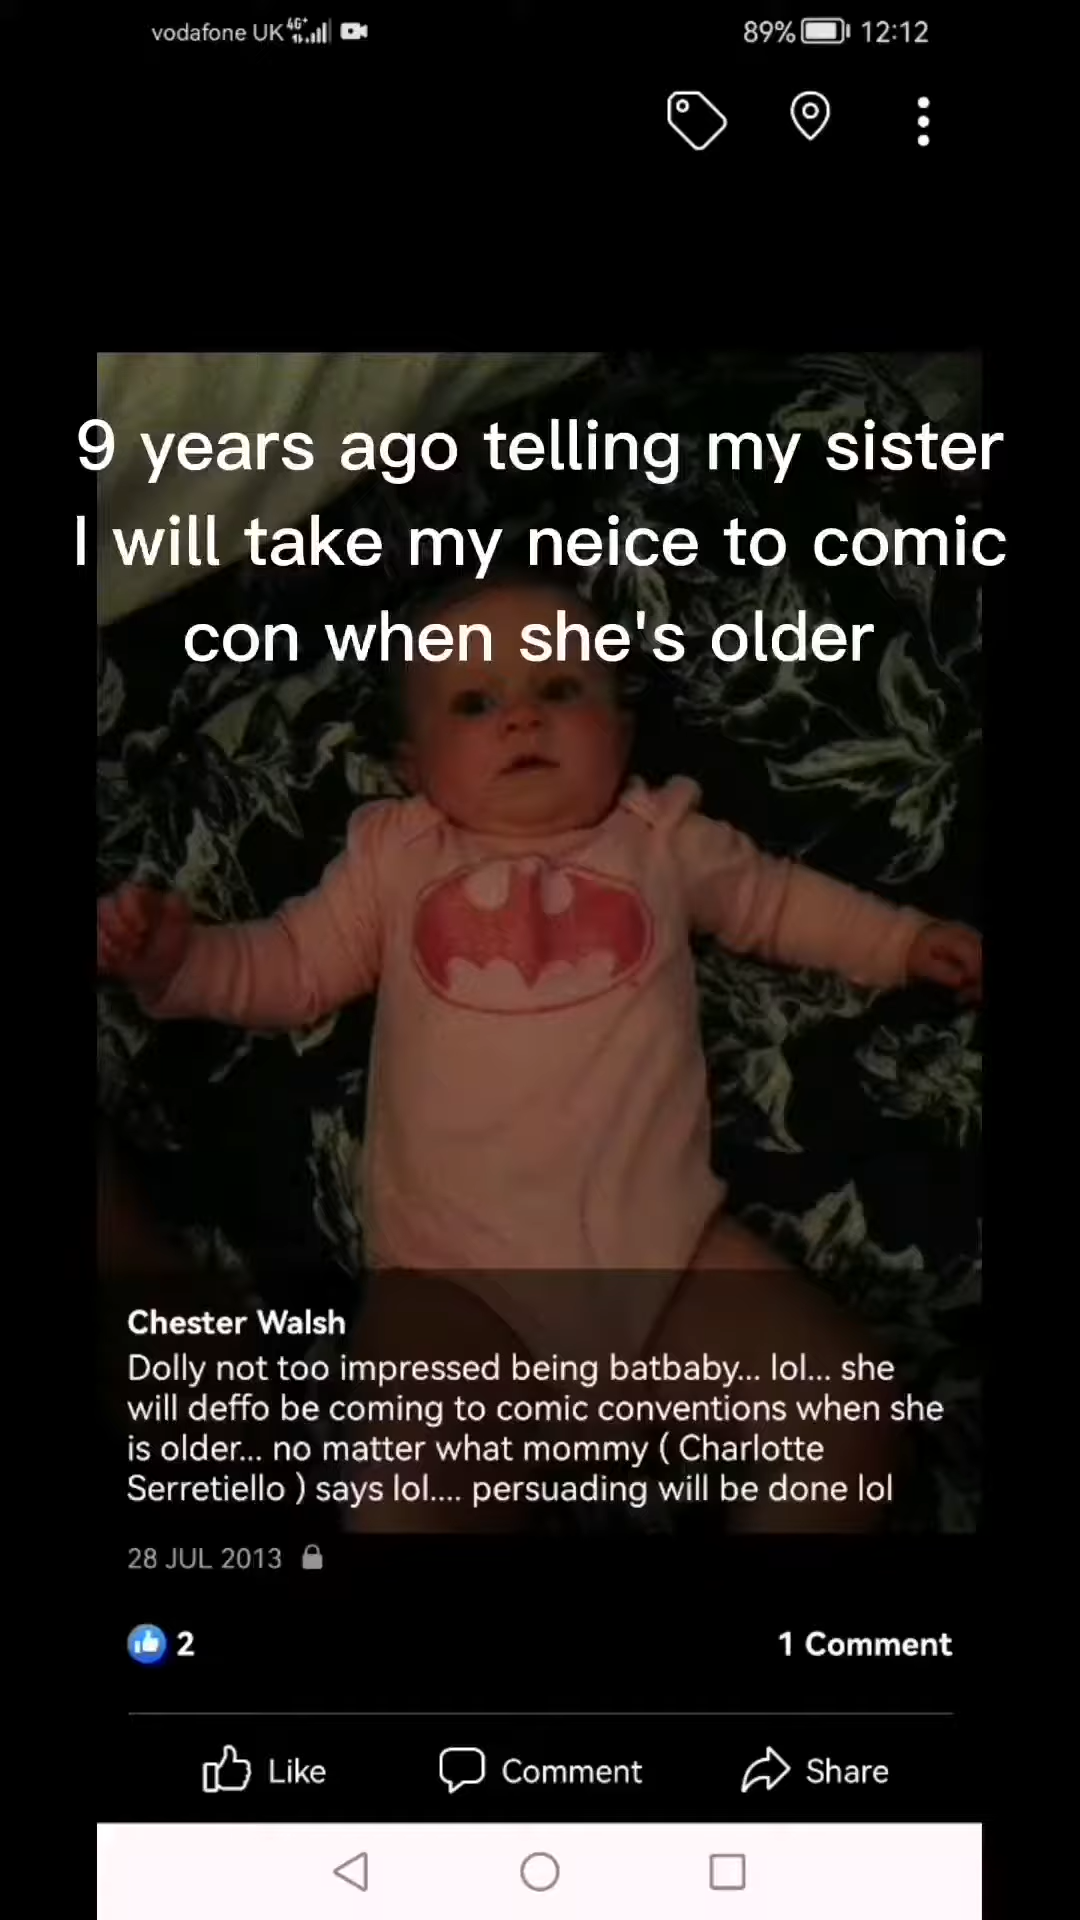 vodafone UK 4G+ 89% 12:12
9 years ago telling my sister
I will take my neice to comic
con when she's older
Chester Walsh
Dolly not too impressed being batbaby... lol... she
will deffo be coming to comic conventions when she
is older... no matter what mommy ( Charlotte
Serretiello ) says lol.... persuading will be done lol
28 JUL 2013
2 1 Comment
Like Comment Share